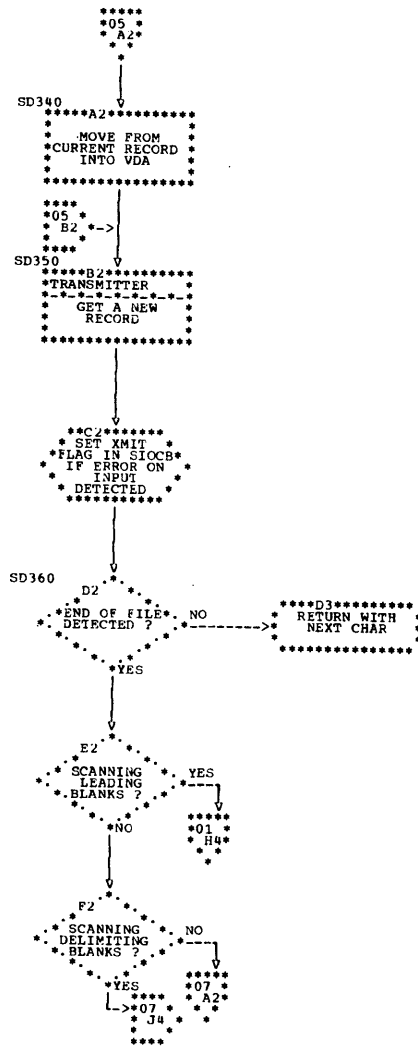 05
A2
SD340
A2
MOVE FROM
CURRENT RECORD
INTO VDA
05
B2
SD350
B2
TRANSMITTER
GET A NEW
RECORD
C2
SET XMIT
FLAG IN SIOCB
IF ERROR ON
INPUT
DETECTED
SD360
D2
END OF FILE
DETECTED ?
NO
D3
RETURN WITH
NEXT CHAR
YES
E2
SCANNING
LEADING
BLANKS ?
YES
NO
01
H4
F2
SCANNING
DELIMITING
BLANKS ?
NO
YES
07
A2
07
J4